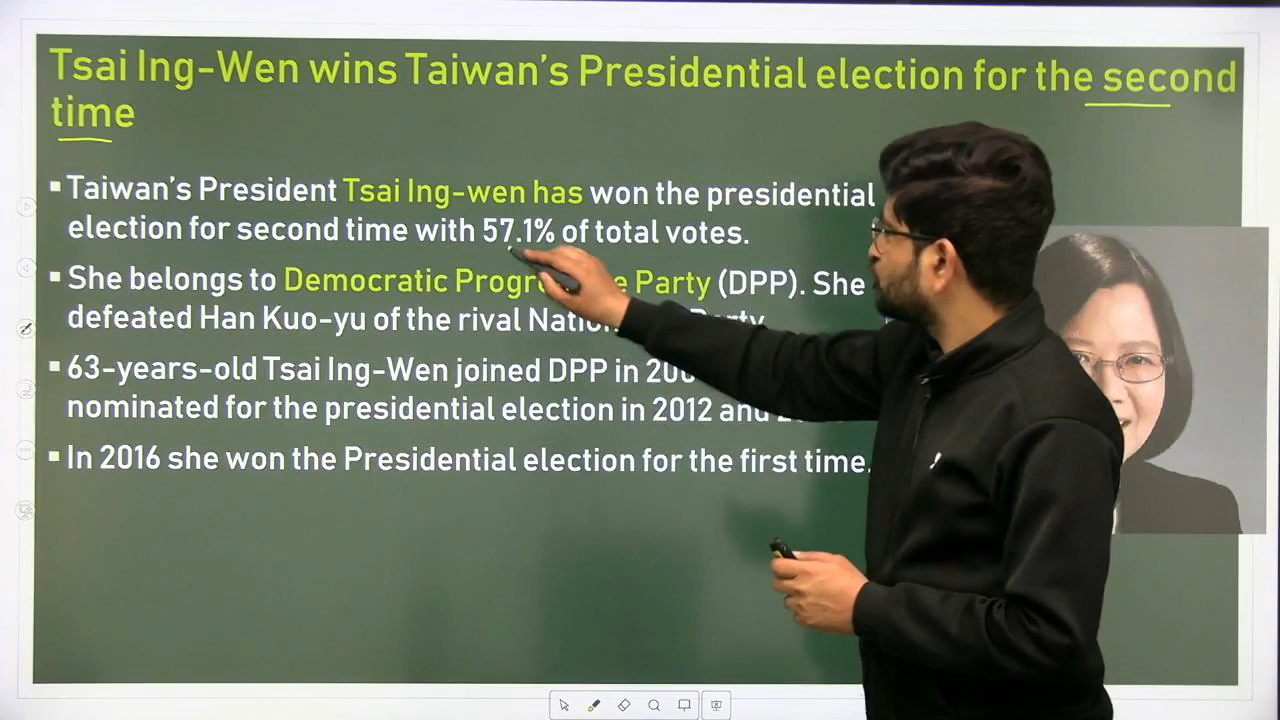 Tsai Ing-Wen wins Taiwan's Presidential election for the second
time
▪ Taiwan's President Tsai Ing-wen has won the presidential
election for second time with 57.1% of total votes.
▪ She belongs to Democratic Party (DPP). She
defeated Han Kuo-yu of the rival Party
▪ 63-years-old Tsai Ing-Wen joined DPP in
nominated for the presidential election in 2012 and
▪ In 2016 she won the Presidential election for the first time.